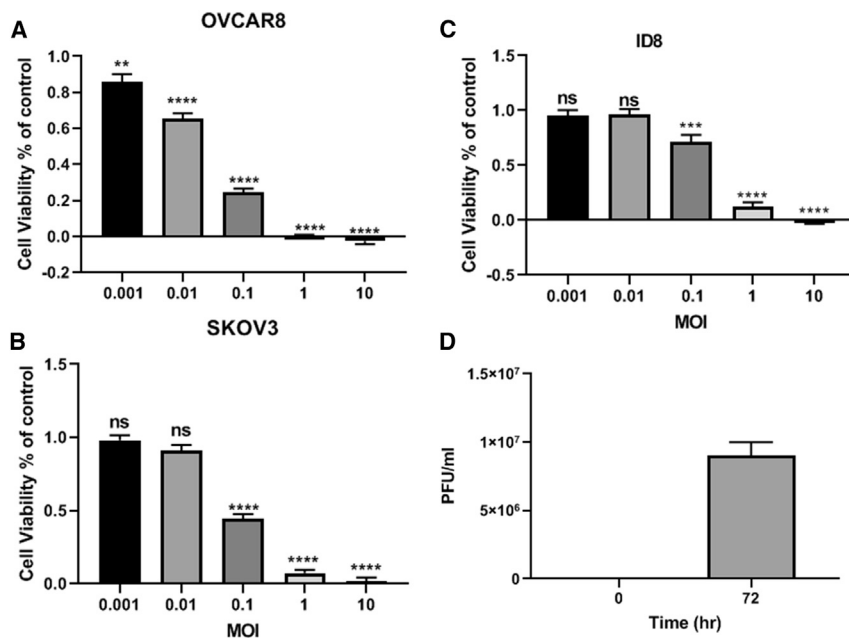 A
OVCAR8
Cell Viability % of control
1.0
0.8
0.6
0.4
0.2
0.0
-0.2
**
****
****
****
****
0.001 0.01 0.1 1 10
B
SKOV3
Cell Viability % of control
1.5
1.0
0.5
0.0
ns
ns
****
****
****
0.001 0.01 0.1 1 10
MOI
C
ID8
Cell Viability % of control
1.5
1.0
0.5
0.0
-0.5
ns
ns
***
****
****
0.001 0.01 0.1 1 10
MOI
D
PFU/ml
1.5×10⁷
1×10⁷
5×10⁶
0
0 72
Time (hr)